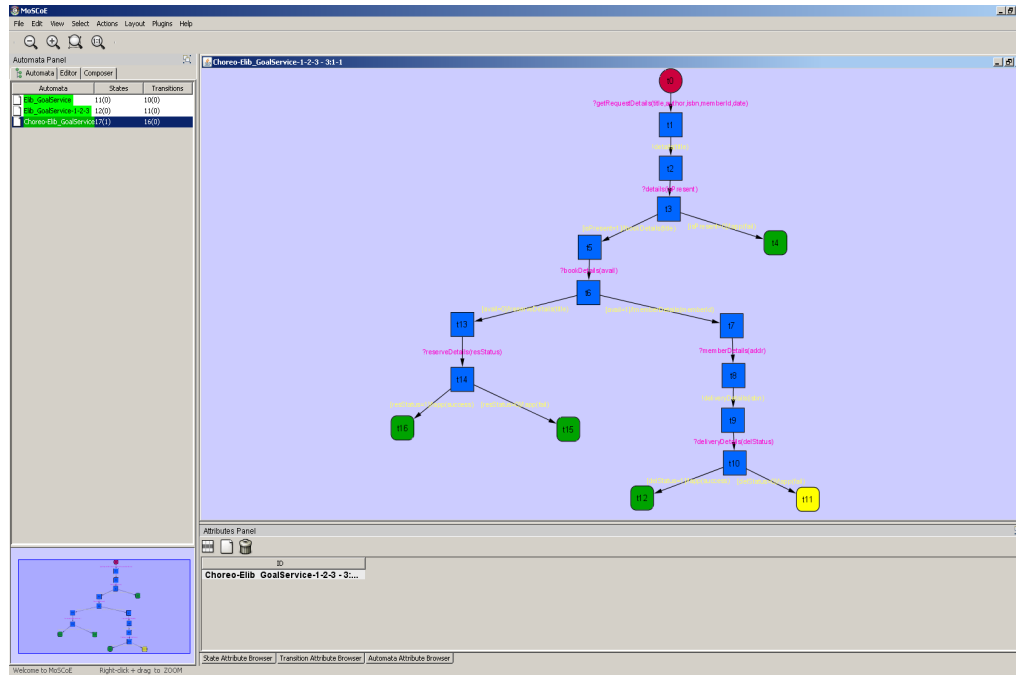 MoSCoE
File Edit View Select Actions Layout Plugins Help
Automata Panel
Choreo-Elib_GoalService-1-2-3 - 3:1-1
Automata Editor Composer
Automata States Transitions
Elib_GoalService 11(0) 10(0)
Elib_GoalService-1-2-3 12(0) 11(0)
Choreo-Elib_GoalService 17(1) 16(0)
t0
?getRequestDetails(title,author,isbn,memberId,date)
t1
t2
?details(isPresent)
t3
t4
t5
?bookDetails(avail)
t6
t13
t7
?reserveDetails(resStatus)
?memberDetails(addr)
t14
t8
t9
t16
t15
?deliveryDetails(delStatus)
t10
t12
t11
Attributes Panel
ID
Choreo-Elib_GoalService-1-2-3 - 3:...
State Attribute Browser Transition Attribute Browser Automata Attribute Browser
Welcome to MoSCoE Right-click + drag to ZOOM